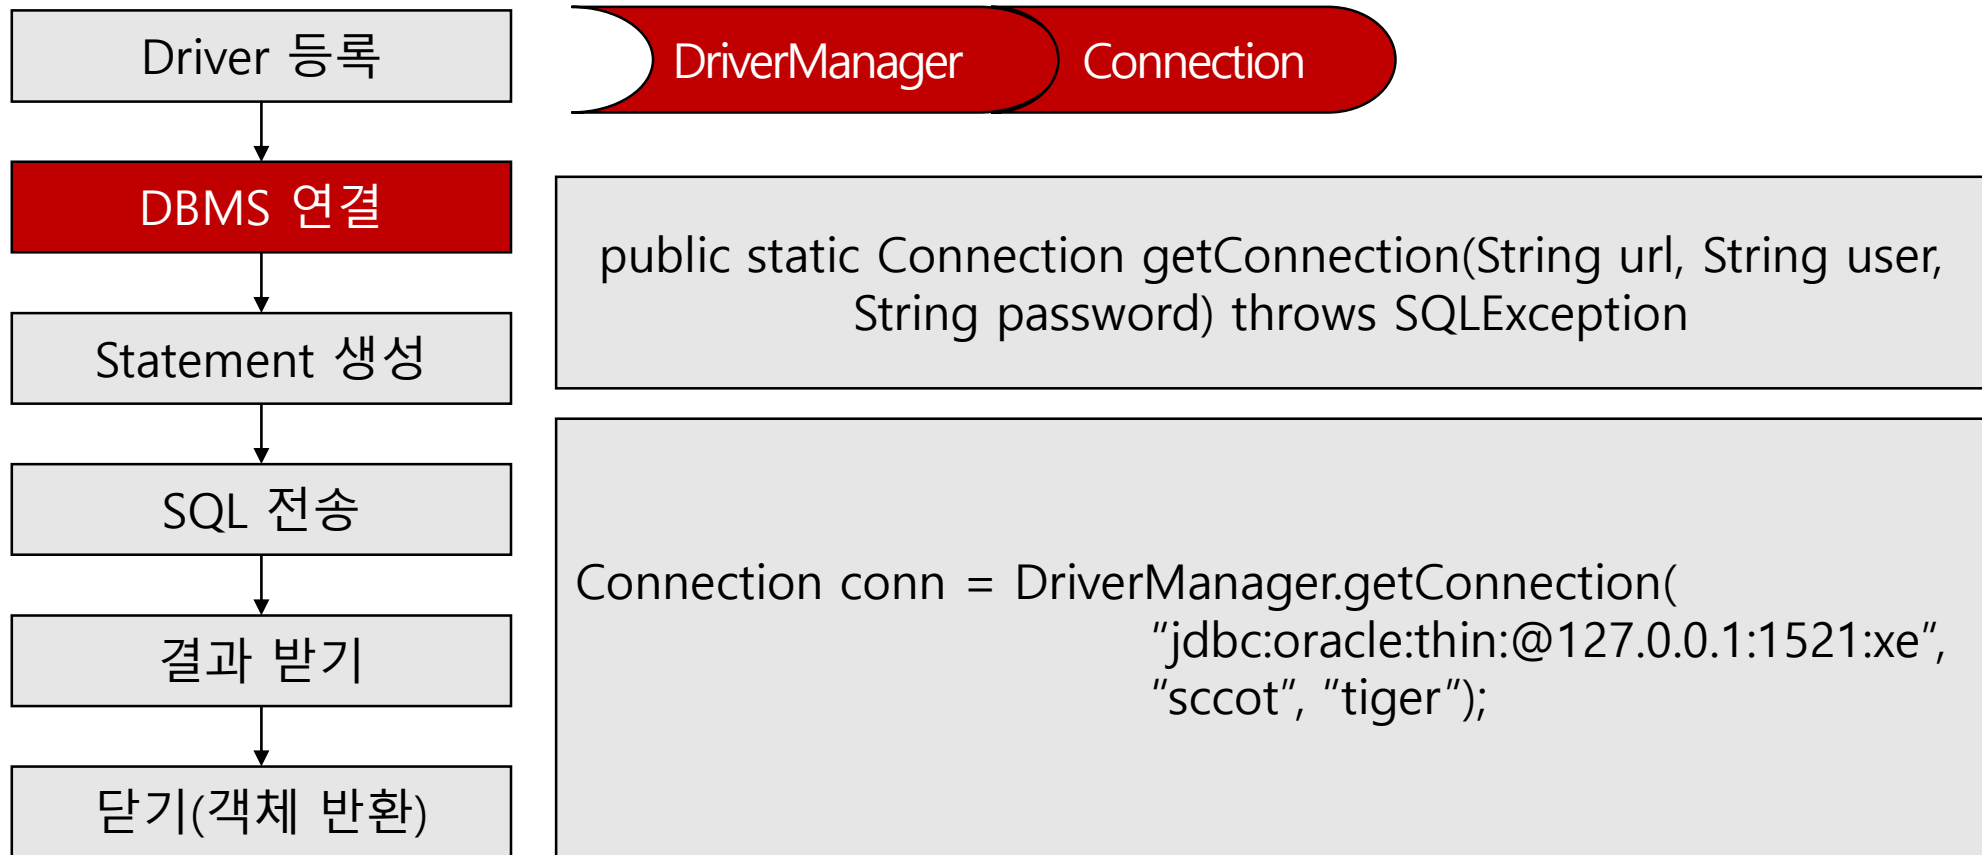 Driver 등록
DBMS 연결
Statement 생성
SQL 전송
결과 받기
닫기(객체 반환)
DriverManager
Connection
public static Connection getConnection(String url, String user,
String password) throws SQLException
Connection conn = DriverManager.getConnection(
“jdbc:oracle:thin:@127.0.0.1:1521:xe”,
“sccot”, “tiger”);